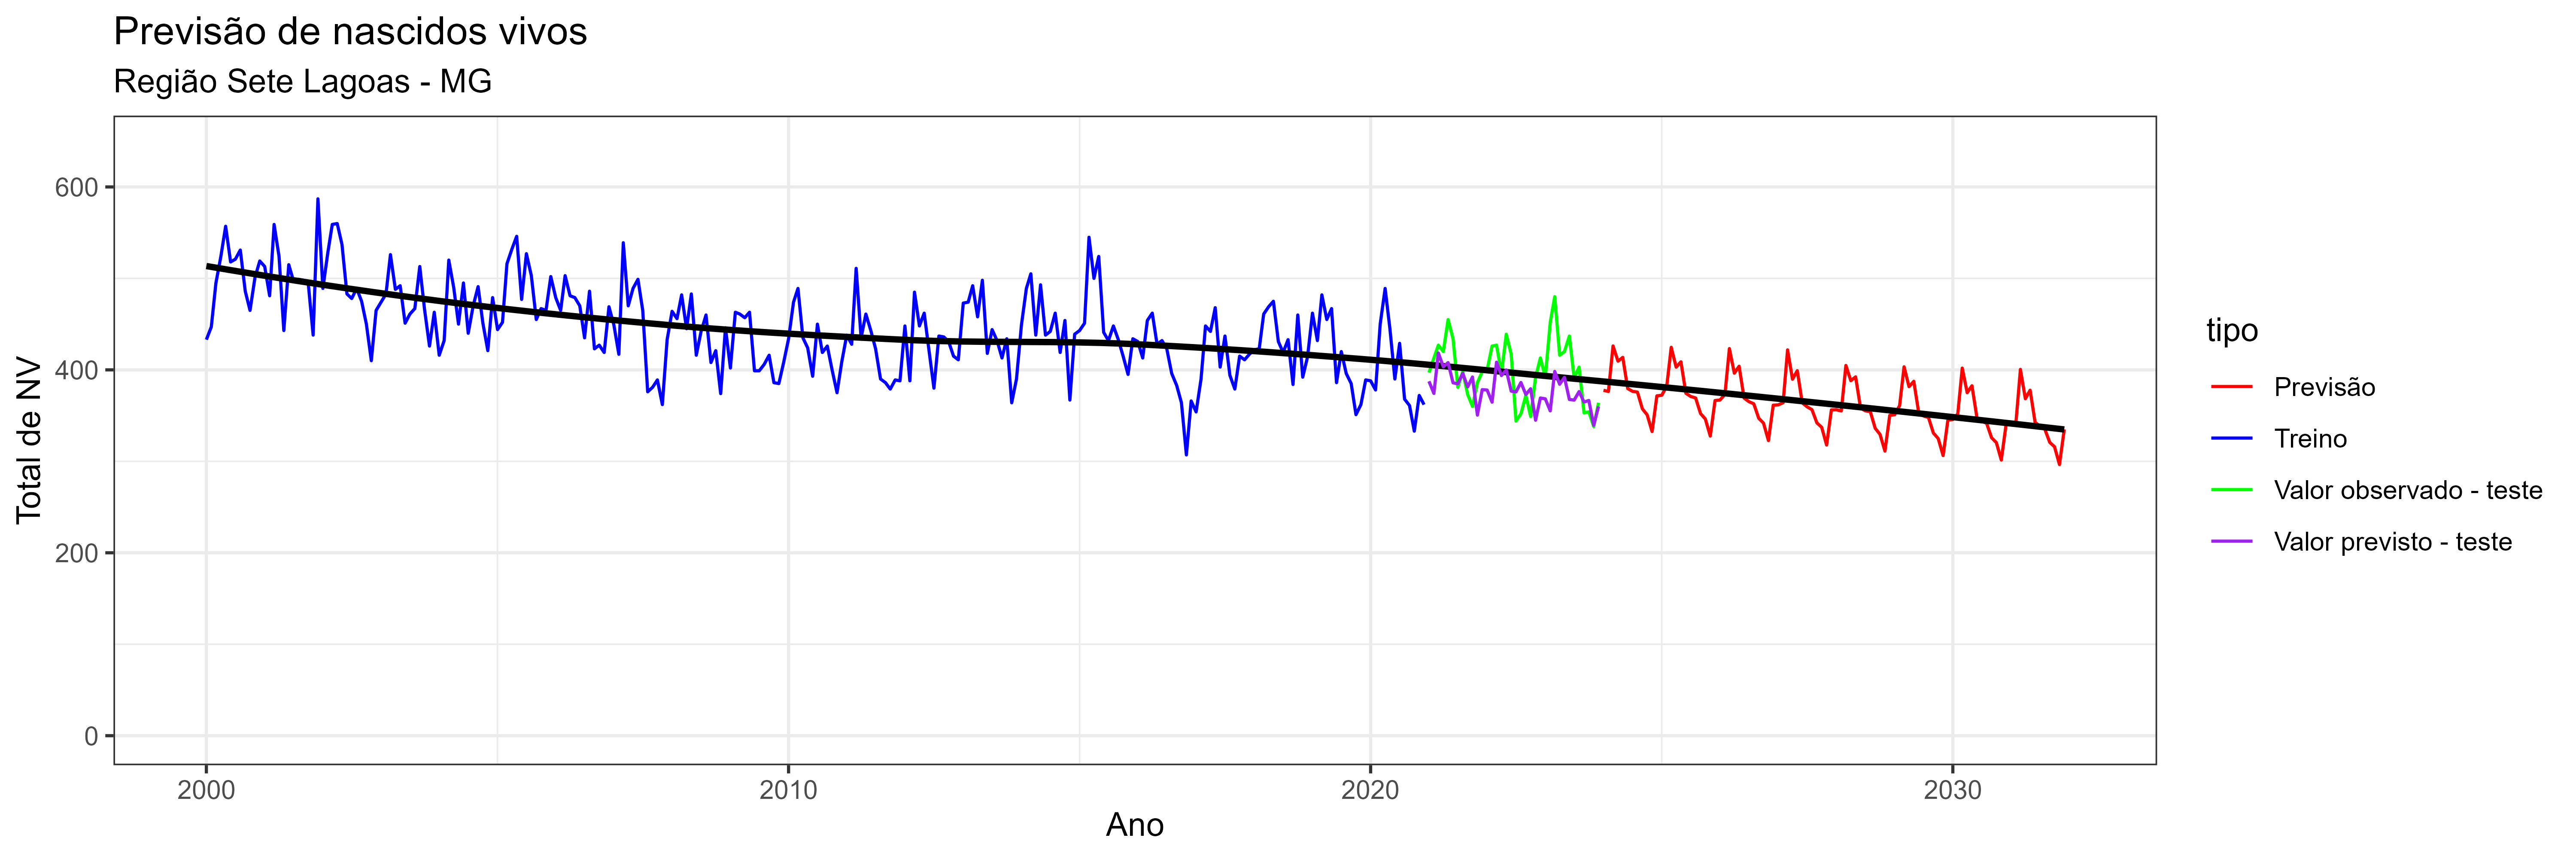 Previsão de nascidos vivos
Região Sete Lagoas - MG
Total de NV
600
400
200
0
2000
2010
2020
2030
Ano
tipo
Previsão
Treino
Valor observado - teste
Valor previsto - teste